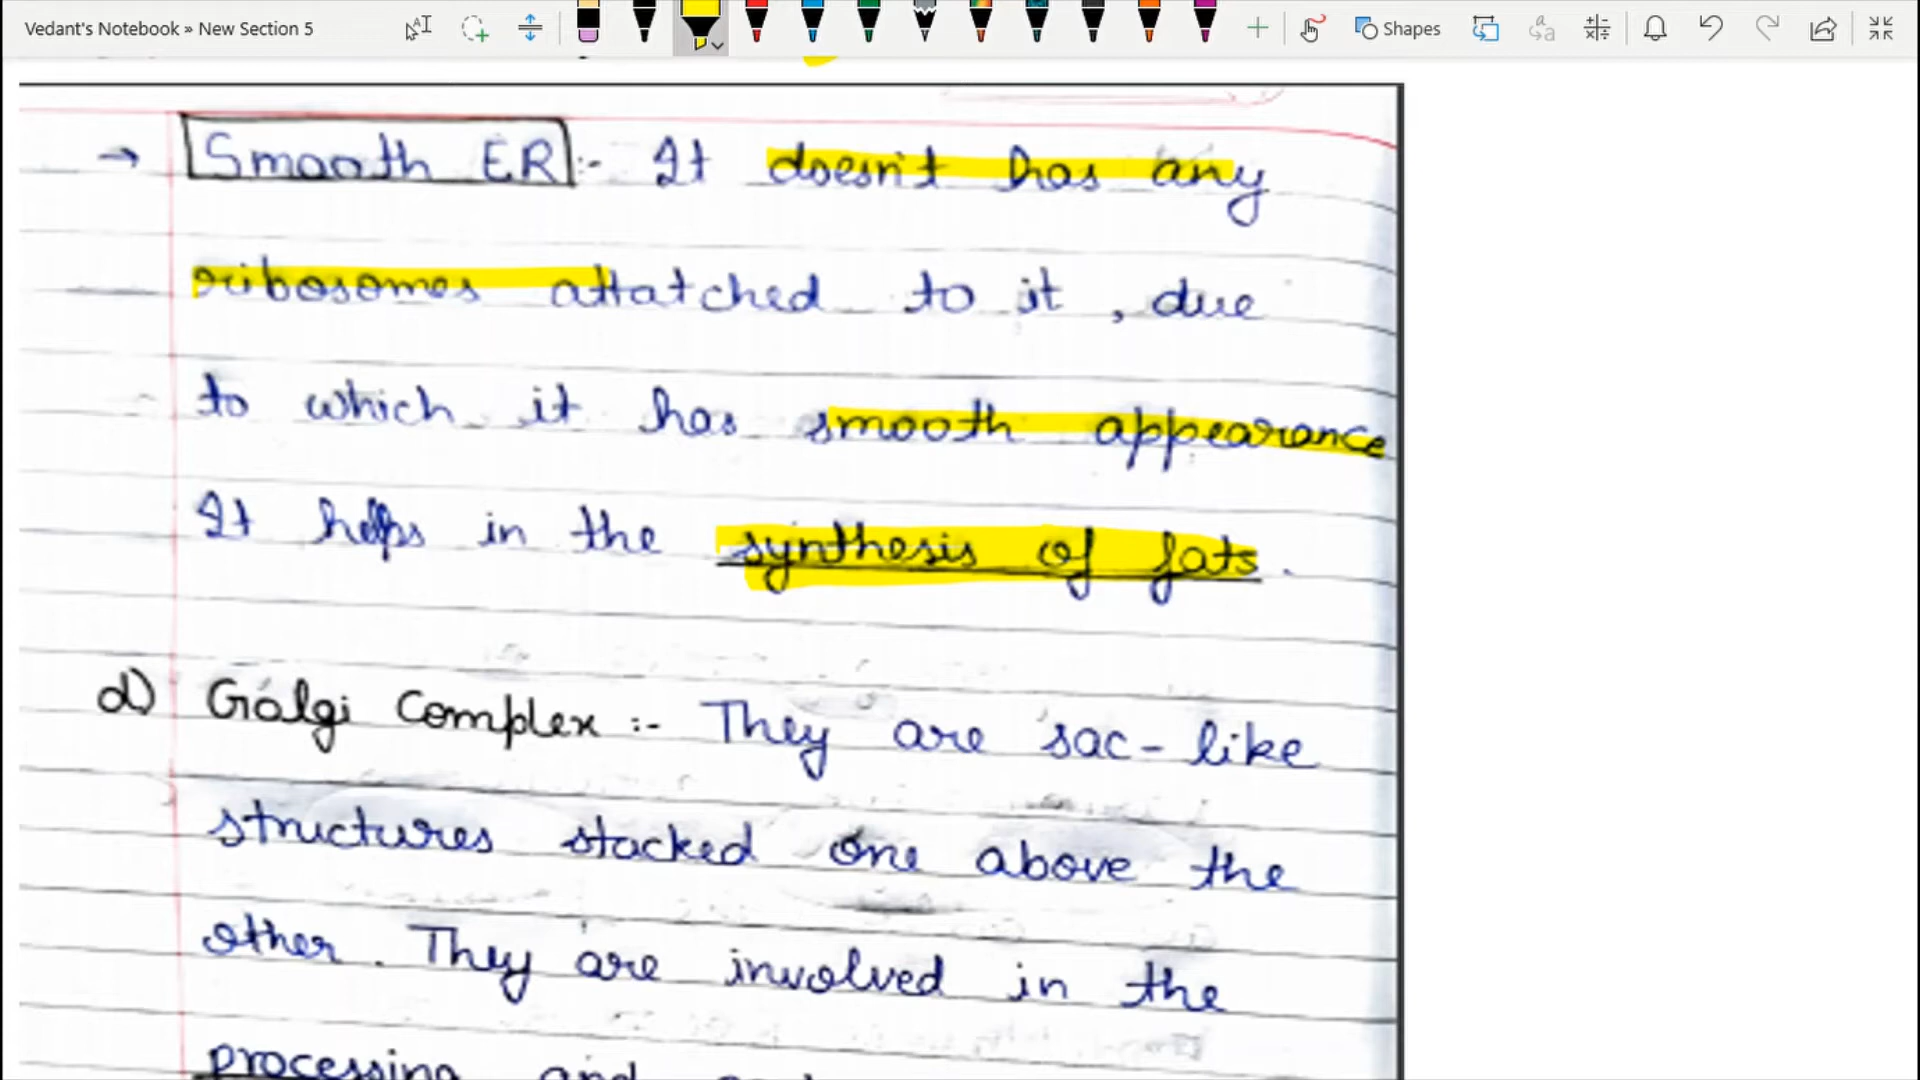 Vedant's Notebook » New Section 5
Shapes
→ Smooth ER :- It doesn't has any
ribosomes attatched to it, due
to which it has smooth appearance
It helps in the synthesis of fats.
d) Golgi Complex :- They are sac-like
structures stacked one above the
other. They are involved in the
processing and